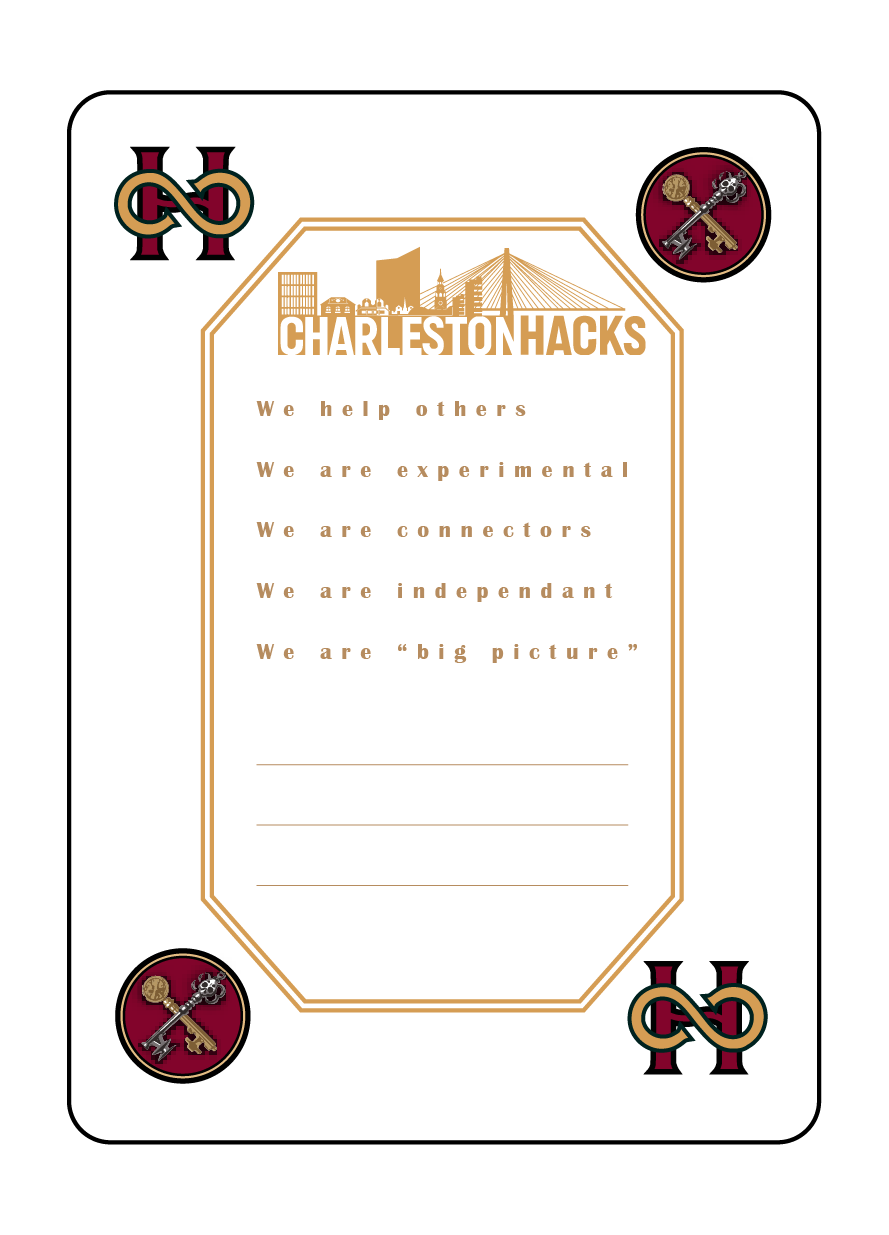 H
CHARLESTONHACKS
We help others
We are experimental
We are connectors
We are independant
We are “big picture”
H